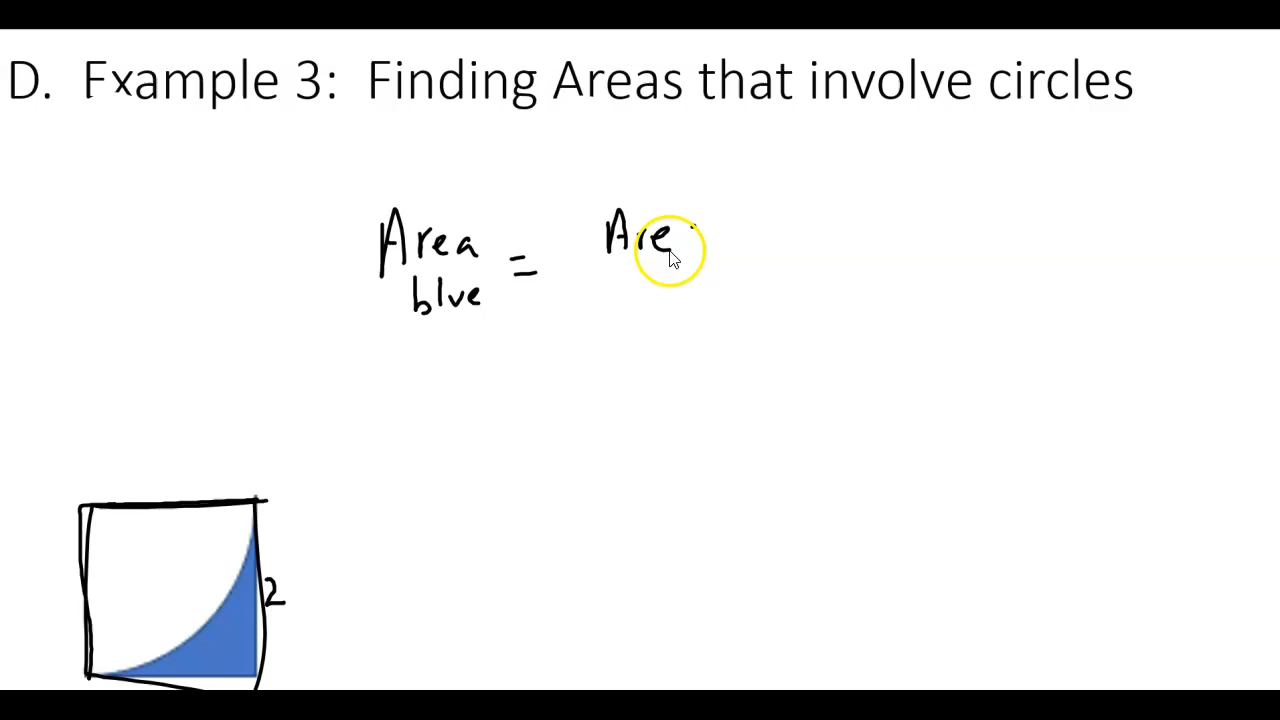 D. Example 3: Finding Areas that involve circles
Area = Are
blue
2